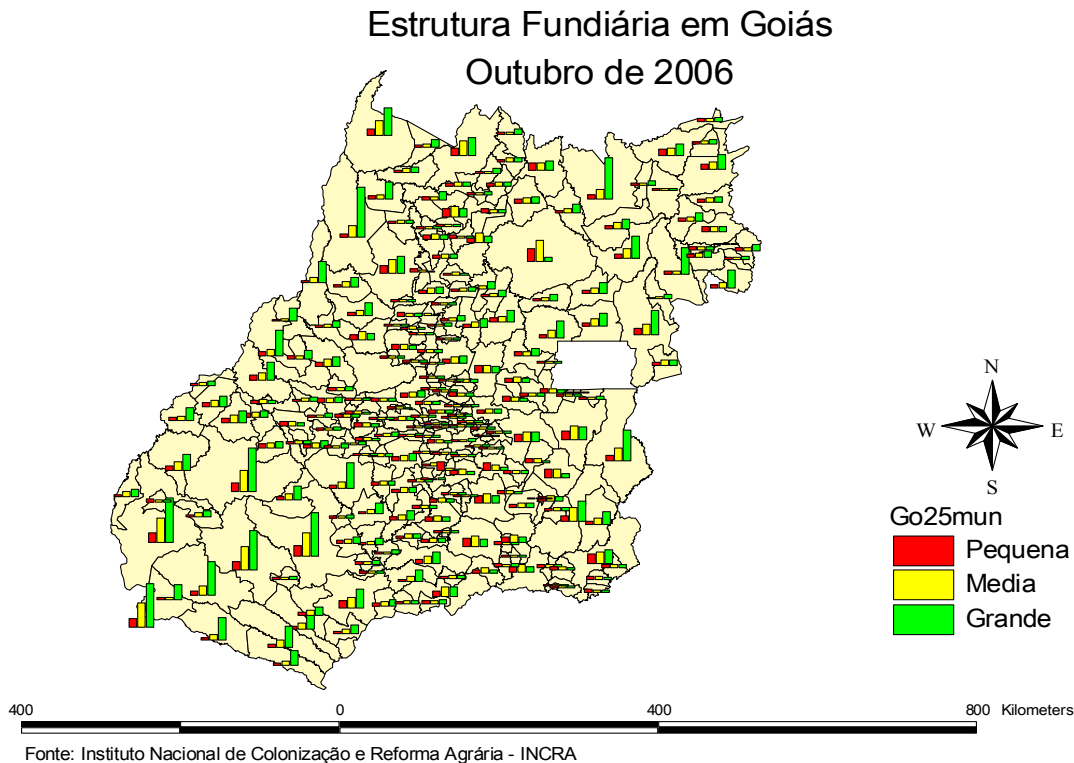 Estrutura Fundiária em Goiás
Outubro de 2006
N
W
E
S
Go25mun
Pequena
Media
Grande
400
0
400
800 Kilometers
Fonte: Instituto Nacional de Colonização e Reforma Agrária - INCRA